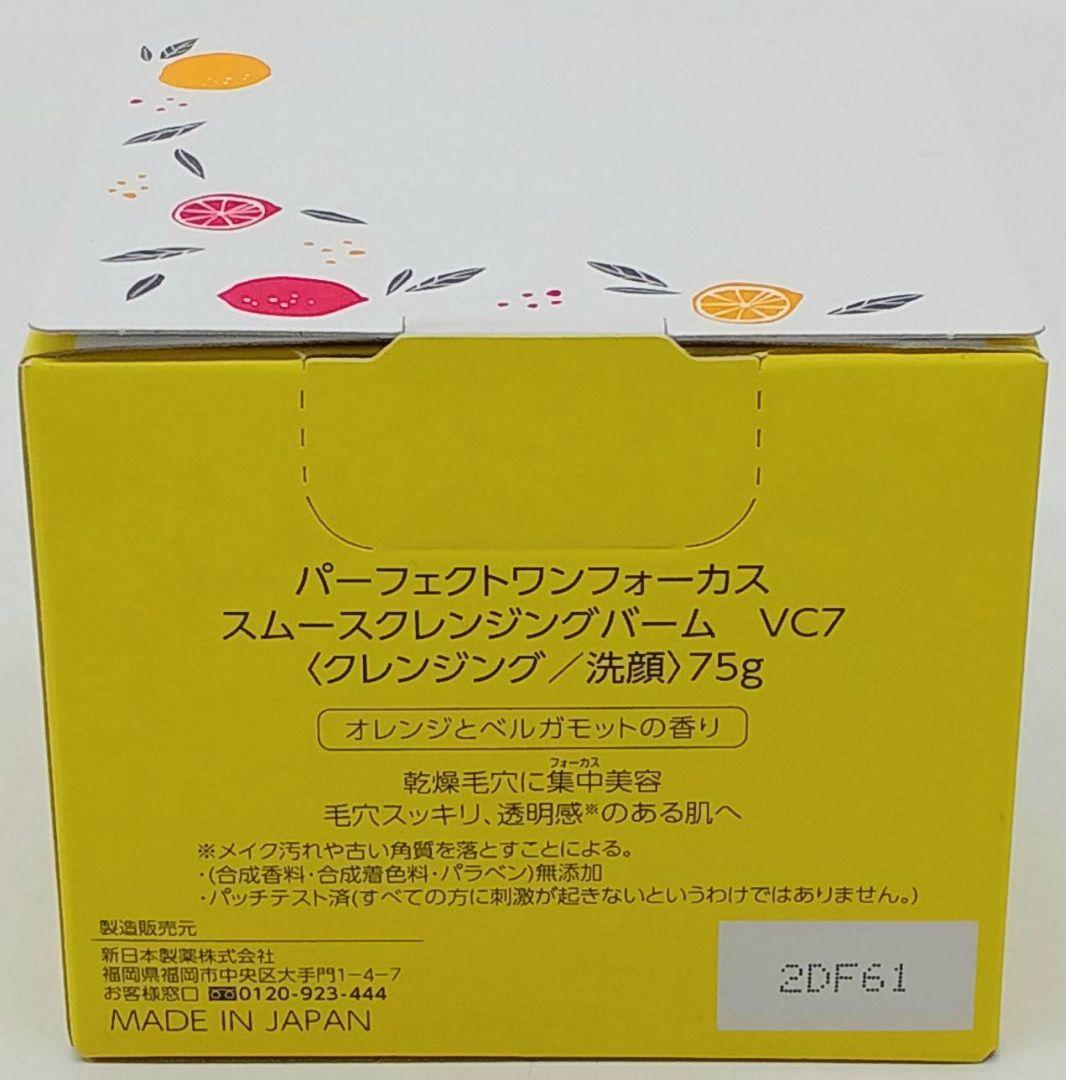 パーフェクトワンフォーカス
スムースクレンジングバーム　VC7
〈クレンジング／洗顔〉75g
オレンジとベルガモットの香り
フォーカス
乾燥毛穴に集中美容
毛穴スッキリ、透明感※のある肌へ
※メイク汚れや古い角質を落とすことによる。
・(合成香料・合成着色料・パラベン)無添加
・パッチテスト済(すべての方に刺激が起きないというわけではありません。)
製造販売元
新日本製薬株式会社
福岡県福岡市中央区大手門1-4-7
お客様窓口 0120-923-444
MADE IN JAPAN
2DF61